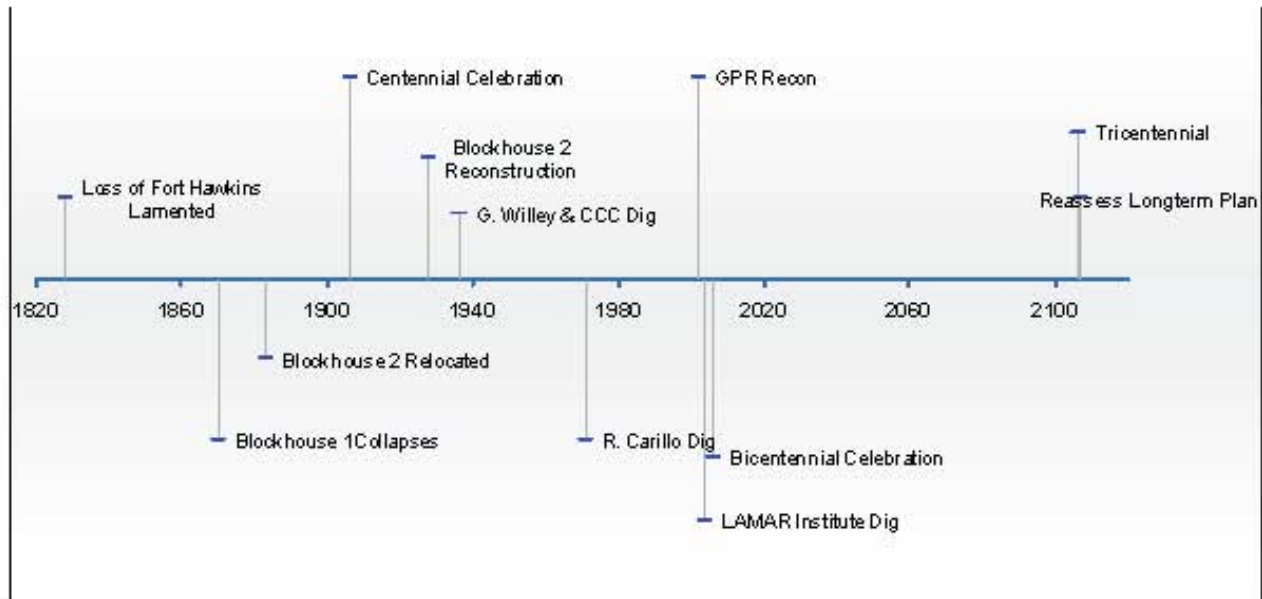 Centennial Celebration
GPR Recon
Tricentennial
Blockhouse 2
Reconstruction
Loss of Fort Hawkins
Lamented
Reassess Longterm Plan
G. Willey & CCC Dig
1820
1860
1900
1940
1980
2020
2060
2100
Blockhouse 2 Relocated
Blockhouse 1Collapses
R. Carillo Dig
Bicentennial Celebration
LAMAR Institute Dig